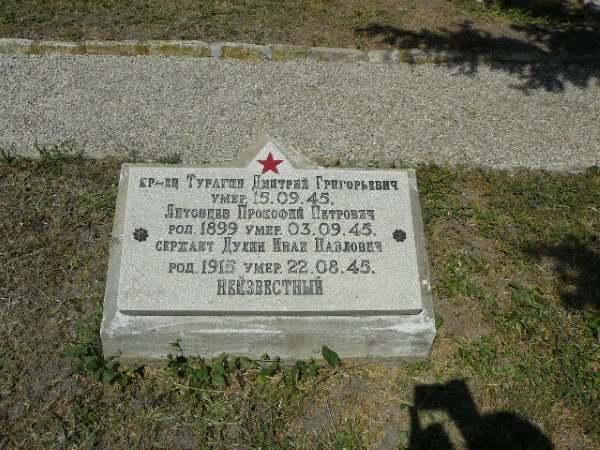 кр-ец Турагин Дмитрий Григорьевич
умер. 15.09.45.
Литовцев Прокофий Петрович
род. 1899 умер. 03.09.45.
сержант Дудин Иван Павлович
род. 1915 умер. 22.08.45.
неизвестный